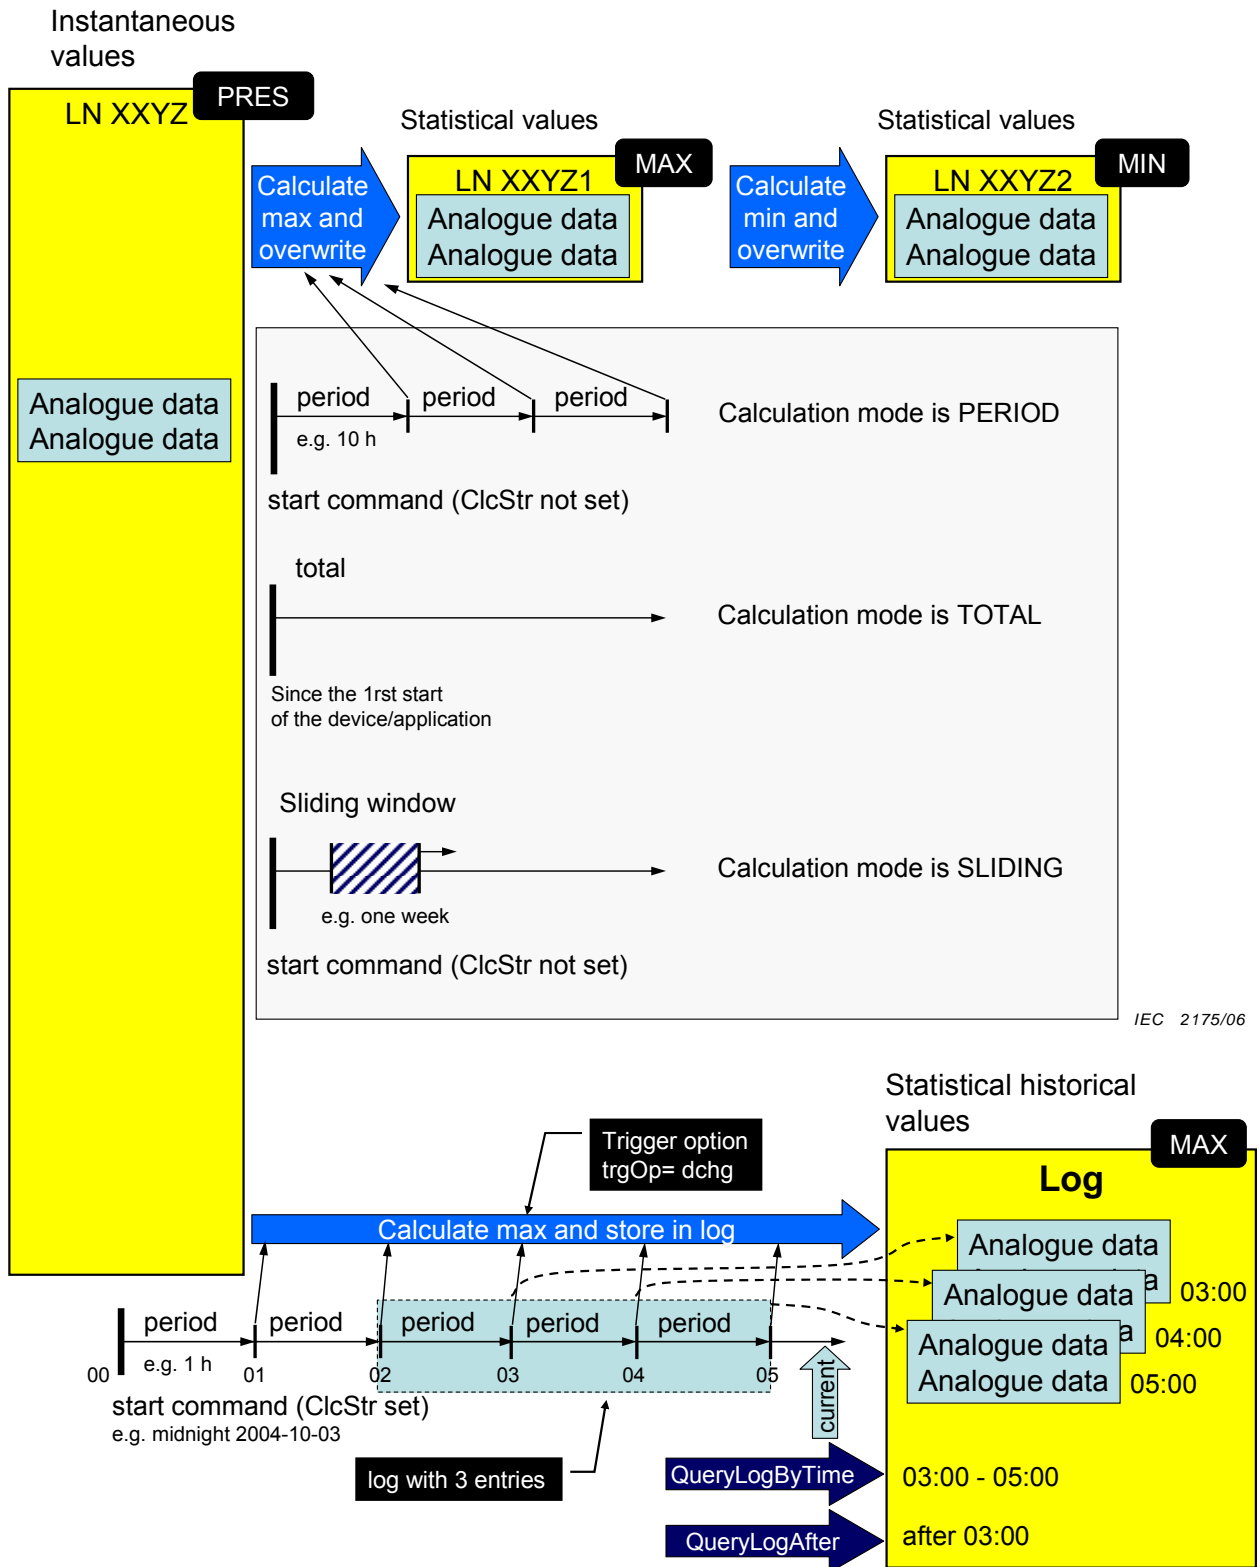 Instantaneous
values
LN XXYZ
PRES
Statistical values
Statistical values
Calculate
max and
overwrite
LN XXYZ1
MAX
Analogue data
Analogue data
Calculate
min and
overwrite
LN XXYZ2
MIN
Analogue data
Analogue data
Analogue data
Analogue data
period
period
period
e.g. 10 h
Calculation mode is PERIOD
start command (ClcStr not set)
total
Calculation mode is TOTAL
Since the 1rst start
of the device/application
Sliding window
Calculation mode is SLIDING
e.g. one week
start command (ClcStr not set)
IEC 2175/06
Statistical historical
values
MAX
Log
Trigger option
trgOp= dchg
Calculate max and store in log
Analogue data
03:00
Analogue data
04:00
Analogue data
Analogue data
05:00
period
period
period
period
period
e.g. 1 h
00
01
02
03
04
05
current
start command (ClcStr set)
e.g. midnight 2004-10-03
log with 3 entries
QueryLogByTime
03:00 - 05:00
QueryLogAfter
after 03:00